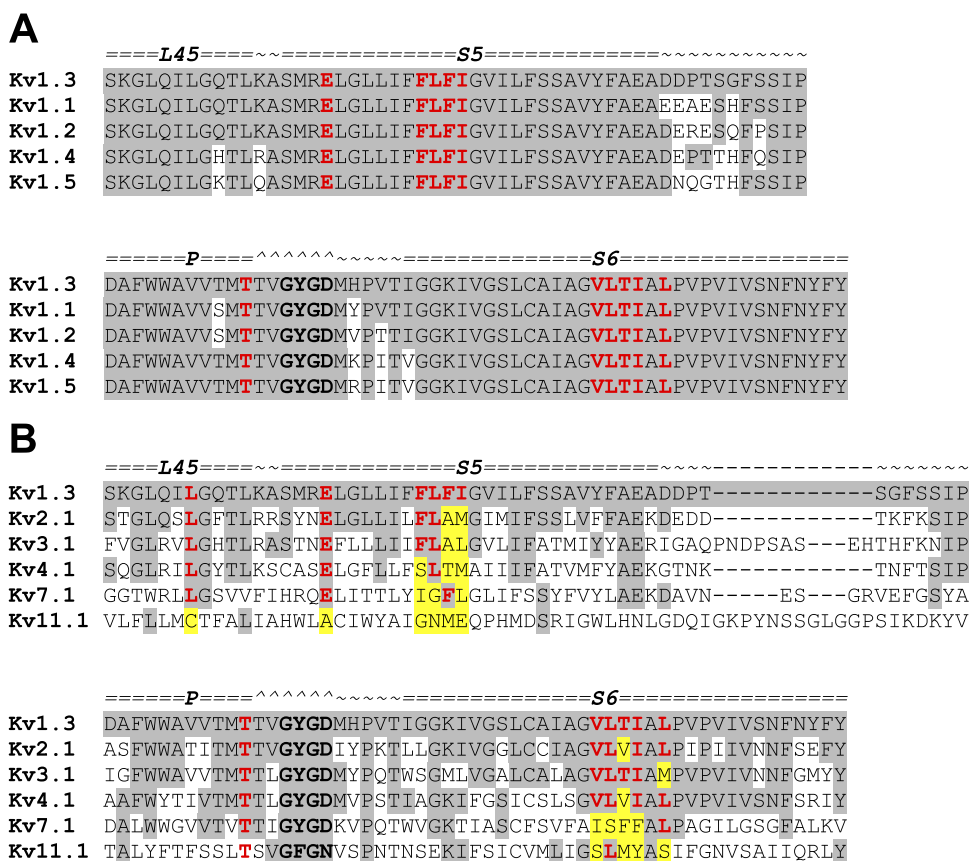 A
====L45====~~=============S5=============~~~~~~~~~~~
Kv1.3 SKGLQILGQTLKASMRELGLLIFFLFIGVILFSSAVYFAEADDPTSGFSSIP
Kv1.1 SKGLQILGQTLKASMRELGLLIFFLFIGVILFSSAVYFAEAEEAESHFSSIP
Kv1.2 SKGLQILGQTLKASMRELGLLIFFLFIGVILFSSAVYFAEADERESQFPSIP
Kv1.4 SKGLQILGHTLRASMRELGLLIFFLFIGVILFSSAVYFAEADEPTTHFQSIP
Kv1.5 SKGLQILGKTLQASMRELGLLIFFLFIGVILFSSAVYFAEADNQGTHFSSIP
======P====^^^^^^~~~~~==============S6=================
Kv1.3 DAFWWAVVTMTTVGYGDMHPVTIGGKIVGSLCAIAGVLTIALPVPVIVSNFNYFY
Kv1.1 DAFWWAVVSMTTVGYGDMYPVTIGGKIVGSLCAIAGVLTIALPVPVIVSNFNYFY
Kv1.2 DAFWWAVVSMTTVGYGDMVPTTIGGKIVGSLCAIAGVLTIALPVPVIVSNFNYFY
Kv1.4 DAFWWAVVTMTTVGYGDMKPITVGGKIVGSLCAIAGVLTIALPVPVIVSNFNYFY
Kv1.5 DAFWWAVVTMTTVGYGDMRPITVGGKIVGSLCAIAGVLTIALPVPVIVSNFNYFY
B
====L45====~~=============S5=============~~~~------------~~~~~~~
Kv1.3 SKGLQILGQTLKASMRELGLLIFFLFIGVILFSSAVYFAEADDPT------------SGFSSIP
Kv2.1 STGLQSLGFTLRRSYNELGLLILFLAMGIMIFSSLVFFAEKDEDD------------TKFKSIP
Kv3.1 FVGLRVLGHTLRASTNEFLLLIIFLALGVLIFATMIYYAERIGAQPNDPSAS---EHTHFKNIP
Kv4.1 SQGLRILGYTLKSCASELGFLLFSLTMAIIIFATVMFYAEKGTNK------------TNFTSIP
Kv7.1 GGTWRLLGSVVFIHRQELITTLYIGFLGLIFSSYFVYLAEKDAVN-----ES---GRVEFGSYA
Kv11.1 VLFLLMCTFALIAHWLACIWYAIGNMEQPHMDSRIGWLHNLGDQIGKPYNSSGLGGPSIKDKYV
======P====^^^^^^~~~~~==============S6=================
Kv1.3 DAFWWAVVTMTTVGYGDMHPVTIGGKIVGSLCAIAGVLTIALPVPVIVSNFNYFY
Kv2.1 ASFWWATITMTTVGYGDIYPKTLLGKIVGGLCCIAGVLVIALPIPIIVNNFSEFY
Kv3.1 IGFWWAVVTMTTLGYGDMYPQTWSGMLVGALCALAGVLTIAMPVPVIVNNFGMYY
Kv4.1 AAFWYTIVTMTTLGYGDMVPSTIAGKIFGSICSLSGVLVIALPVPVIVSNFSRIY
Kv7.1 DALWWGVVTVTTIGYGDKVPQTWVGKTIASCFSVFAISFFALPAGILGSGFALKV
Kv11.1 TALYFTFSSLTSVGFGNVSPNTNSEKIFSICVMLIGSLMYASIFGNVSAIIQRLY